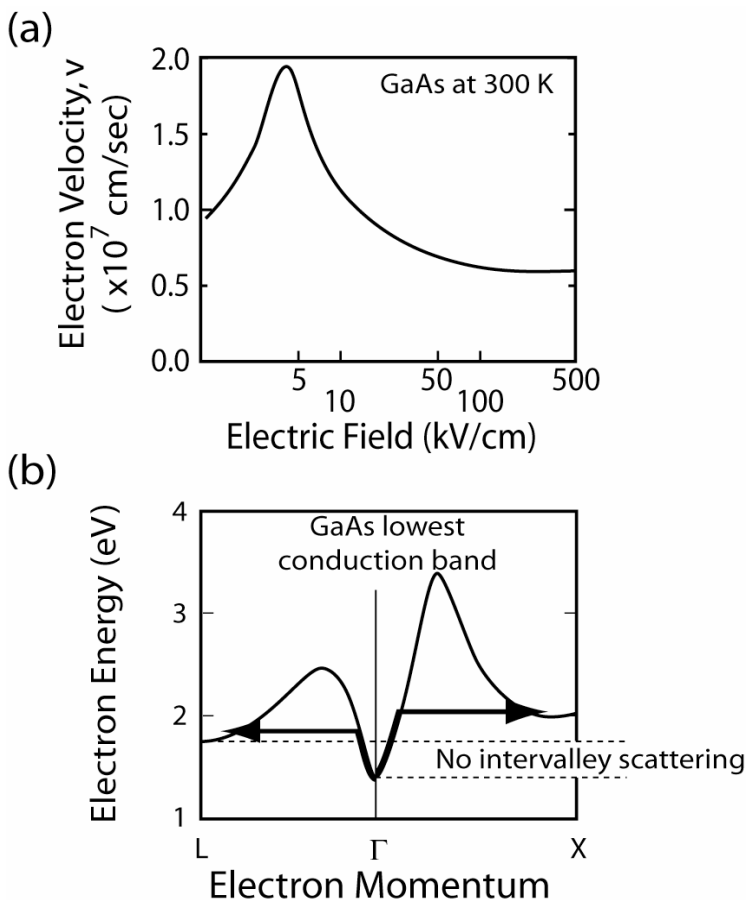 (a)
Electron Velocity, v
( x10⁷ cm/sec)
2.0
1.5
1.0
0.5
0.0
GaAs at 300 K
5
10
50
100
500
Electric Field (kV/cm)
(b)
Electron Energy (eV)
4
3
2
1
GaAs lowest
conduction band
No intervalley scattering
L
Γ
X
Electron Momentum